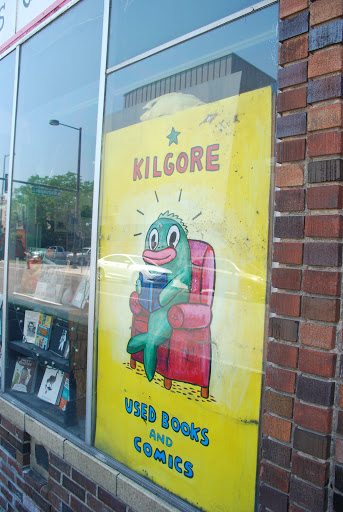 KILGORE
USED BOOKS
AND
COMICS